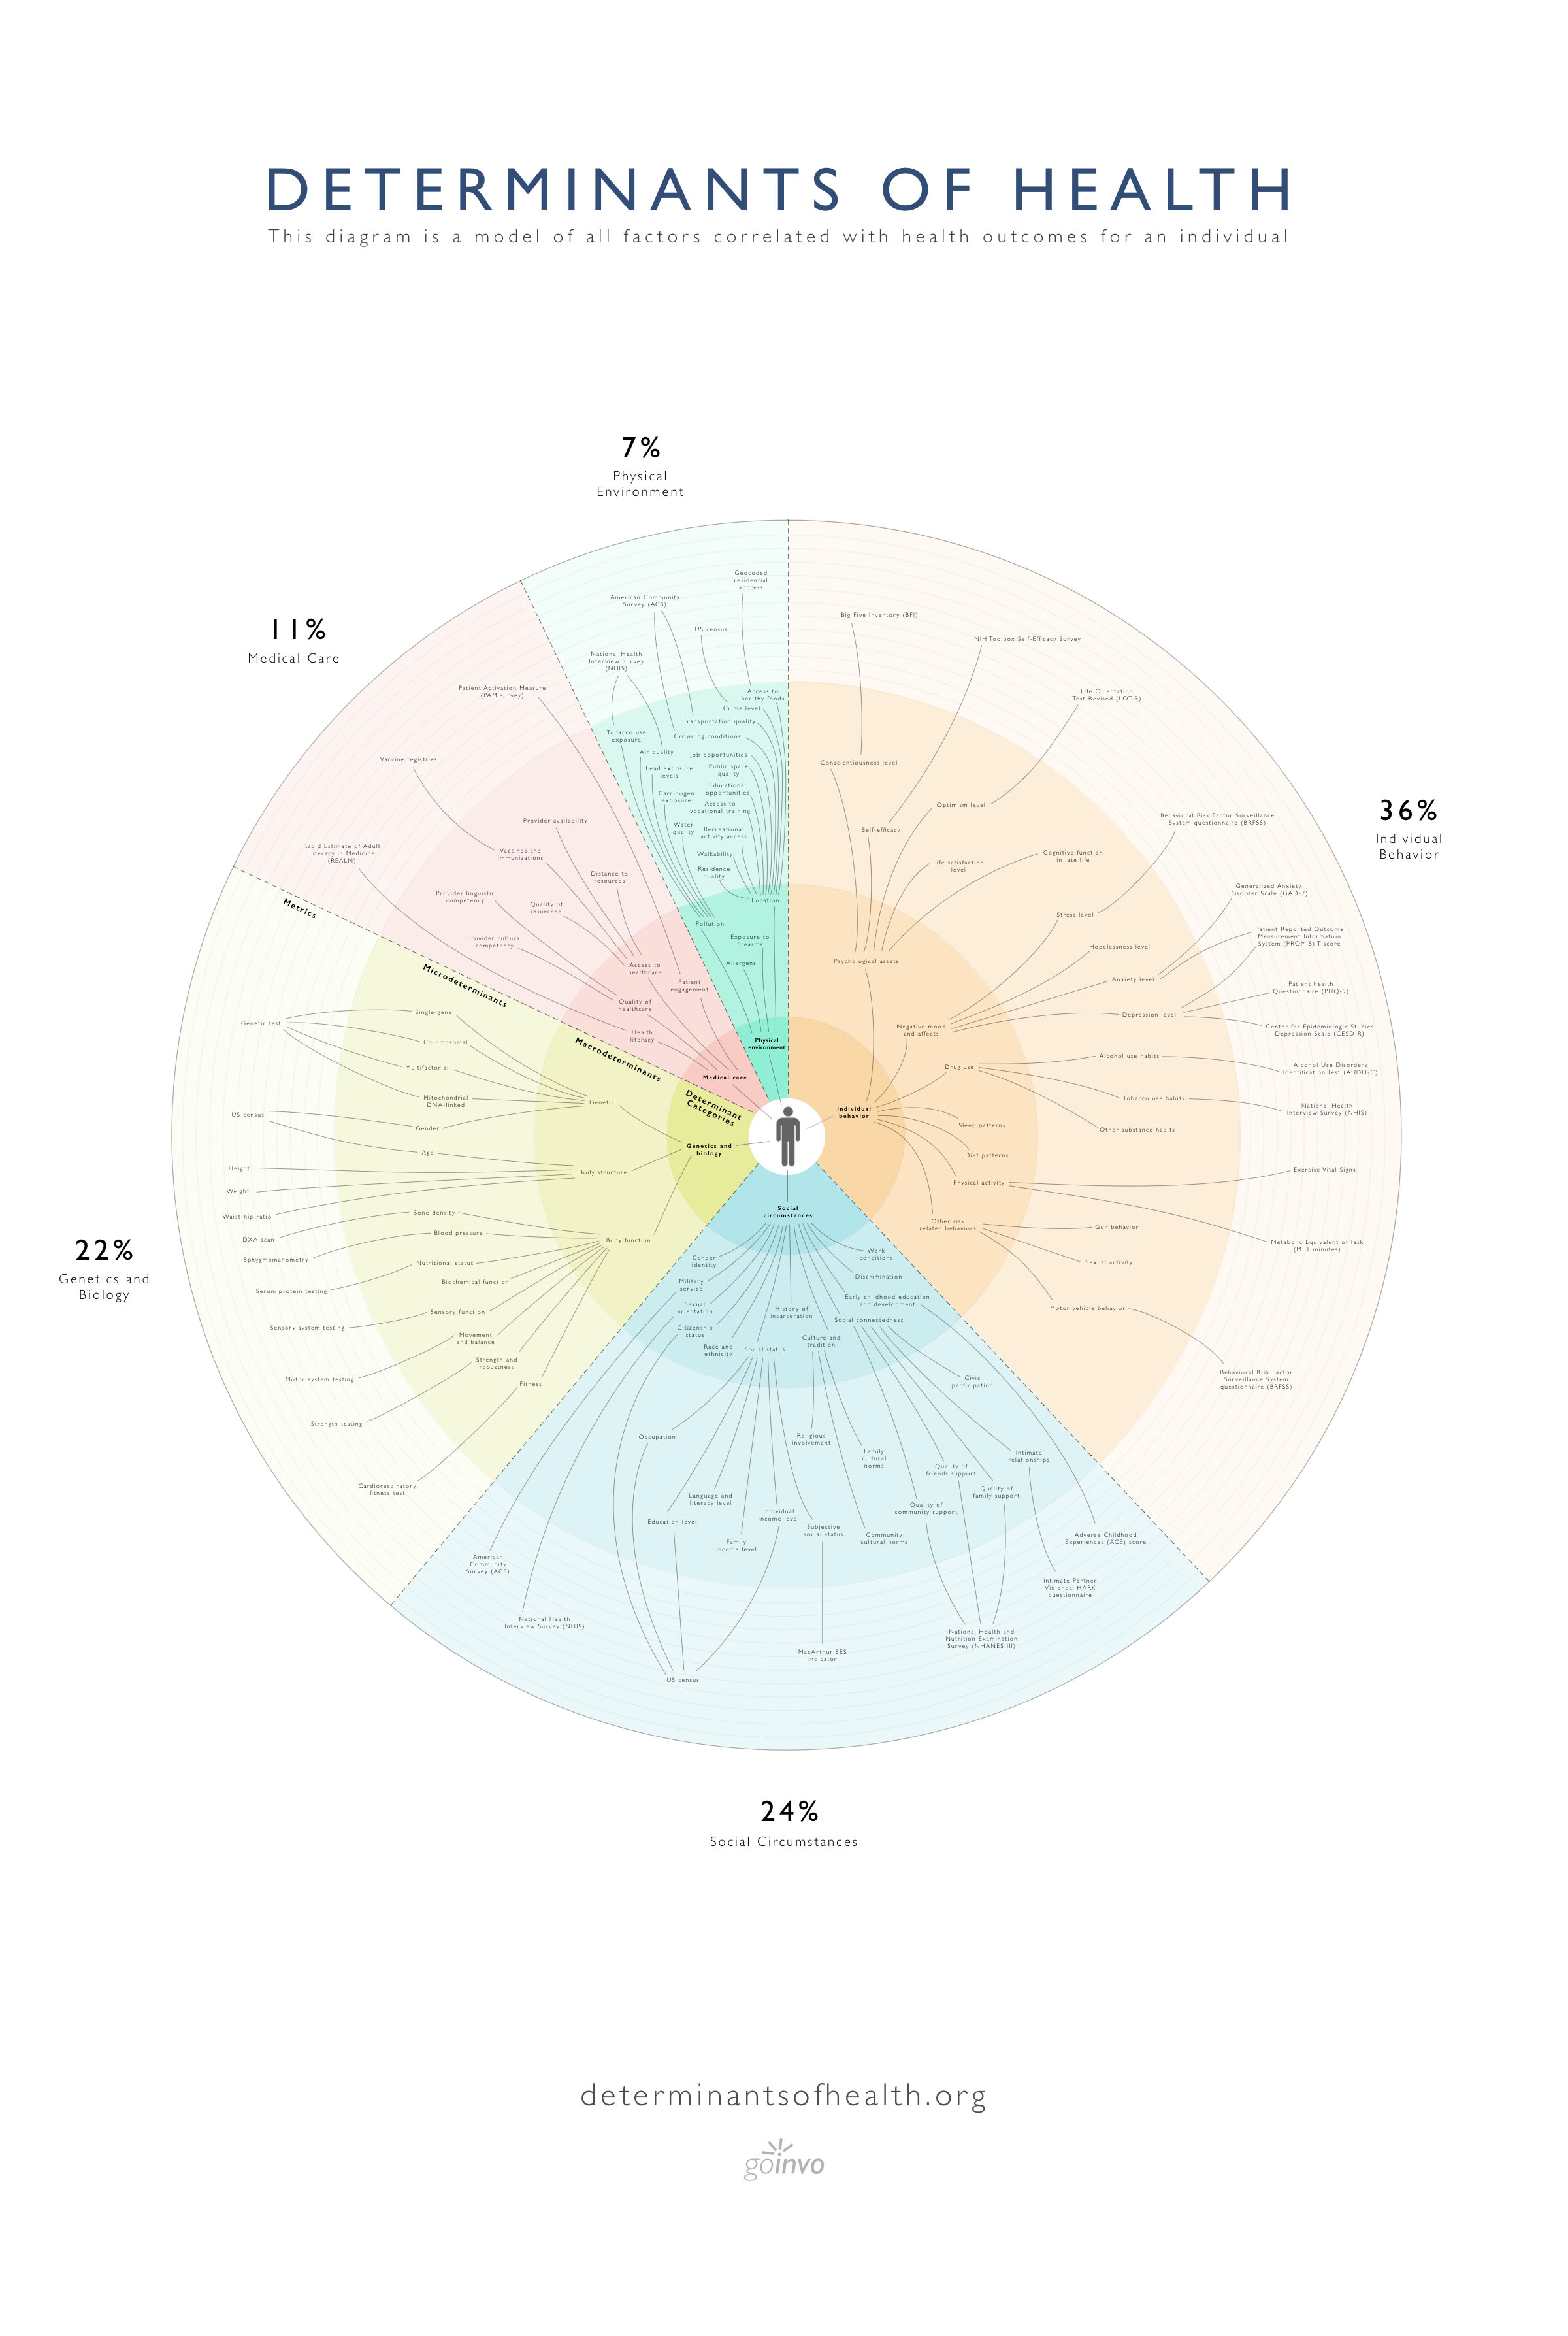 DETERMINANTS OF HEALTH
This diagram is a model of all factors correlated with health outcomes for an individual
7%
Physical
Environment
11%
Medical Care
36%
Individual
Behavior
22%
Genetics and
Biology
24%
Social Circumstances
Metrics
Microdeterminants
Macrodeterminants
Determinant
Categories
Physical
environment
Geocoded
residential
address
American Community
Survey (ACS)
US census
National Health
Interview Survey
(NHIS)
Access to
healthy foods
Crime level
Transportation quality
Crowding conditions
Tobacco use
exposure
Air quality
Job opportunities
Lead exposure
levels
Public space
quality
Educational
opportunities
Carcinogen
exposure
Access to
vocational training
Water
quality
Recreational
activity access
Walkability
Residence
quality
Location
Pollution
Exposure to
firearms
Allergens
Medical care
Patient Activation Measure
(PAM survey)
Vaccine registries
Rapid Estimate of Adult
Literacy in Medicine
(REALM)
Provider availability
Vaccines and
immunizations
Distance to
resources
Provider linguistic
competency
Quality of
insurance
Provider cultural
competency
Access to
healthcare
Patient
engagement
Quality of
healthcare
Health
literacy
Individual
behavior
Big Five Inventory (BFI)
NIH Toolbox Self-Efficacy Survey
Life Orientation
Test-Revised (LOT-R)
Conscientiousness level
Optimism level
Self-efficacy
Behavioral Risk Factor Surveillance
System questionnaire (BRFSS)
Life satisfaction
level
Cognitive function
in late life
Generalized Anxiety
Disorder Scale (GAD-7)
Stress level
Patient Reported Outcome
Measurement Information
System (PROMIS) T-score
Hopelessness level
Psychological assets
Anxiety level
Patient health
Questionnaire (PHQ-9)
Depression level
Negative mood
and affects
Center for Epidemiologic Studies
Depression Scale (CESD-R)
Alcohol use habits
Drug use
Alcohol Use Disorders
Identification Test (AUDIT-C)
Tobacco use habits
National Health
Interview Survey (NHIS)
Sleep patterns
Other substance habits
Diet patterns
Exercise Vital Signs
Physical activity
Other risk
related behaviors
Gun behavior
Metabolic Equivalent of Task
(MET minutes)
Sexual activity
Motor vehicle behavior
Behavioral Risk Factor
Surveillance System
questionnaire (BRFSS)
Genetics and
biology
Genetic test
Single-gene
Chromosomal
Multifactorial
Mitochondrial
DNA-linked
Genetic
US census
Gender
Age
Height
Body structure
Weight
Waist-hip ratio
Bone density
DXA scan
Blood pressure
Body function
Sphygmomanometry
Nutritional status
Biochemical function
Serum protein testing
Sensory function
Sensory system testing
Movement
and balance
Strength and
robustness
Motor system testing
Fitness
Strength testing
Cardiorespiratory
fitness test
Social
circumstances
Gender
identity
Work
conditions
Military
service
Discrimination
Sexual
orientation
History of
incarceration
Early childhood education
and development
Citizenship
status
Social connectedness
Race and
ethnicity
Social status
Culture and
tradition
Civic
participation
Occupation
Religious
involvement
Family
cultural
norms
Intimate
relationships
Quality of
friends support
Quality of
family support
Language and
literacy level
Quality of
community support
Education level
Individual
income level
Subjective
social status
Family
income level
Community
cultural norms
Adverse Childhood
Experiences (ACE) score
American
Community
Survey (ACS)
Intimate Partner
Violence: HARK
questionnaire
National Health
Interview Survey (NHIS)
National Health and
Nutrition Examination
Survey (NHANES III)
MacArthur SES
indicator
US census
determinantsofhealth.org
goinvo